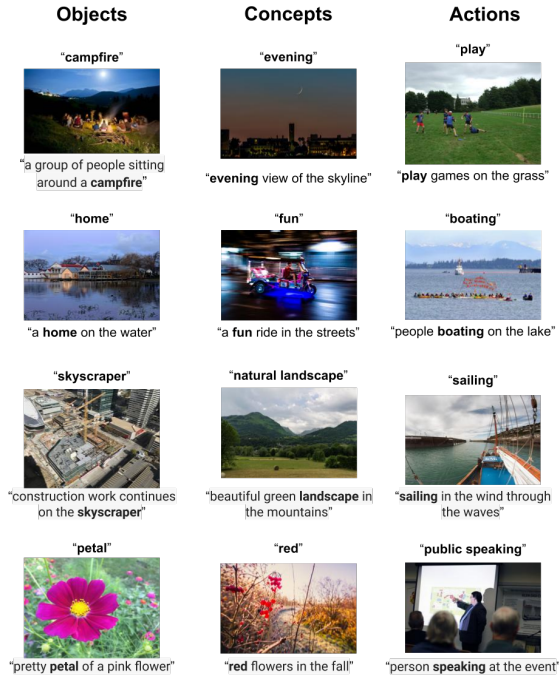 Objects
Concepts
Actions
“campfire”
“evening”
“play”
“a group of people sitting
around a campfire”
“evening view of the skyline”
“play games on the grass”
“home”
“fun”
“boating”
“a home on the water”
“a fun ride in the streets”
“people boating on the lake”
“skyscraper”
“natural landscape”
“sailing”
“construction work continues
on the skyscraper”
“beautiful green landscape in
the mountains”
“sailing in the wind through
the waves”
“petal”
“red”
“public speaking”
“pretty petal of a pink flower”
“red flowers in the fall”
“person speaking at the event”